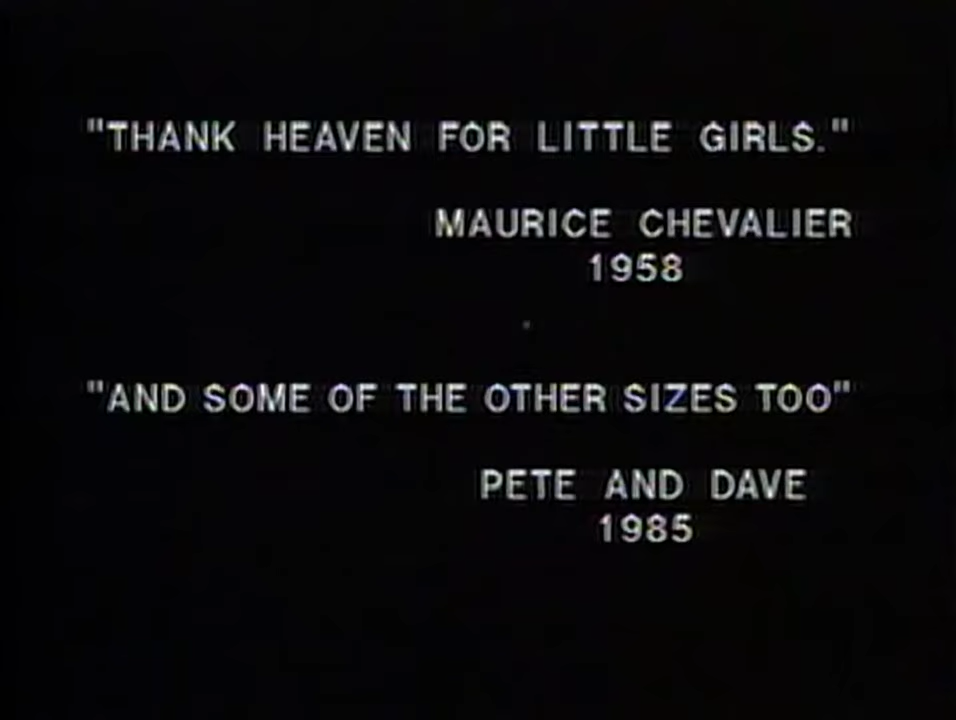 "THANK HEAVEN FOR LITTLE GIRLS."
MAURICE CHEVALIER
1958
"AND SOME OF THE OTHER SIZES TOO"
PETE AND DAVE
1985